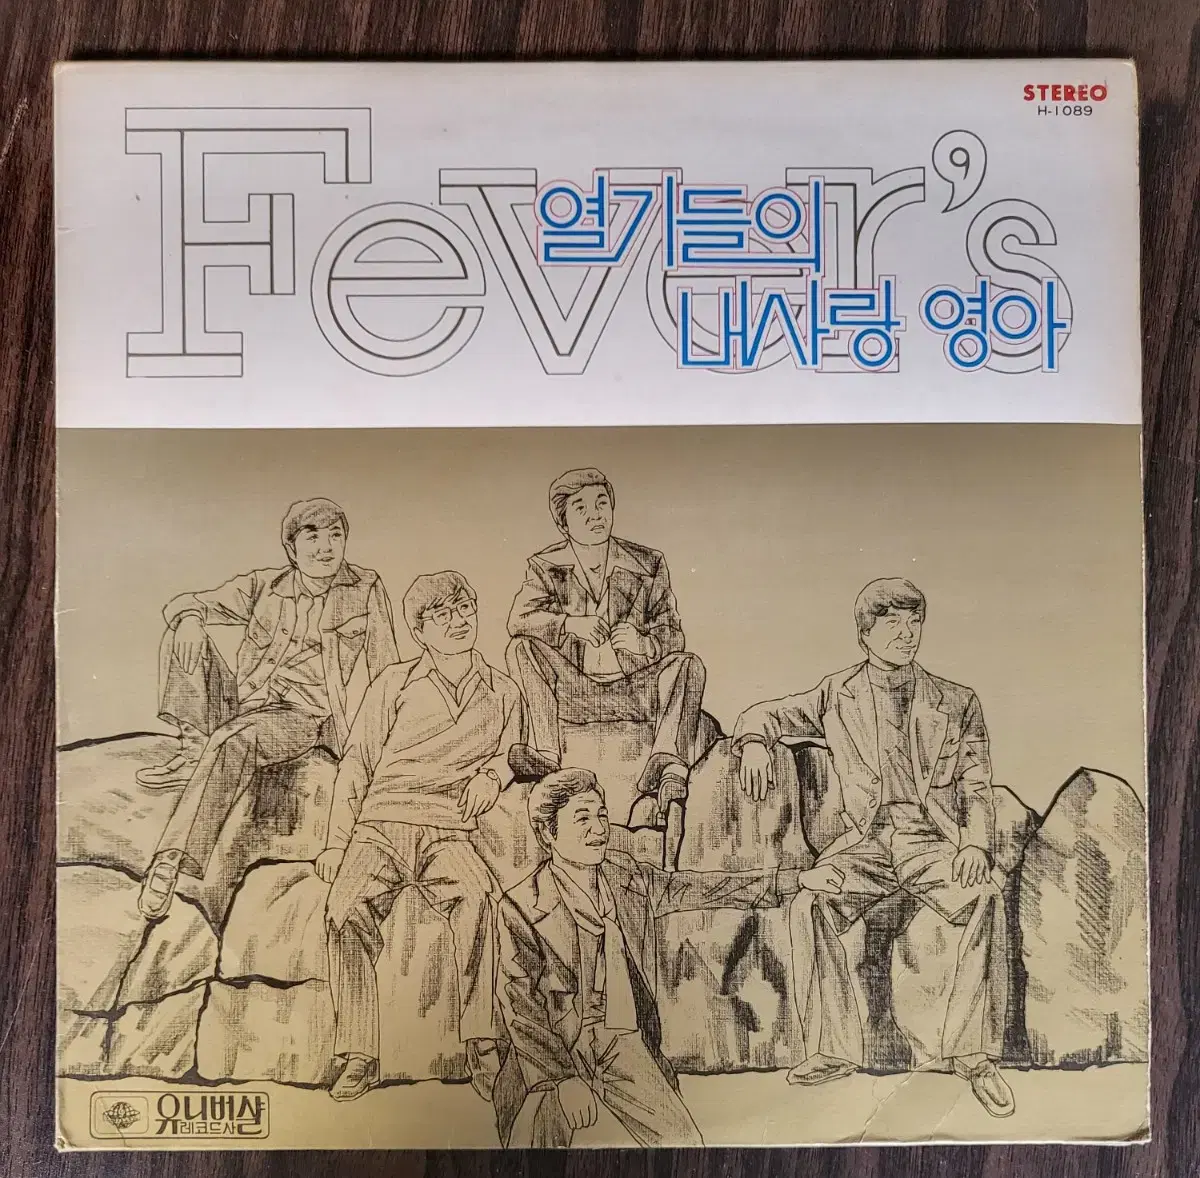 STEREO
H-1089
Fever's
열기들의
내사랑 영아
유니버샬
레코드사